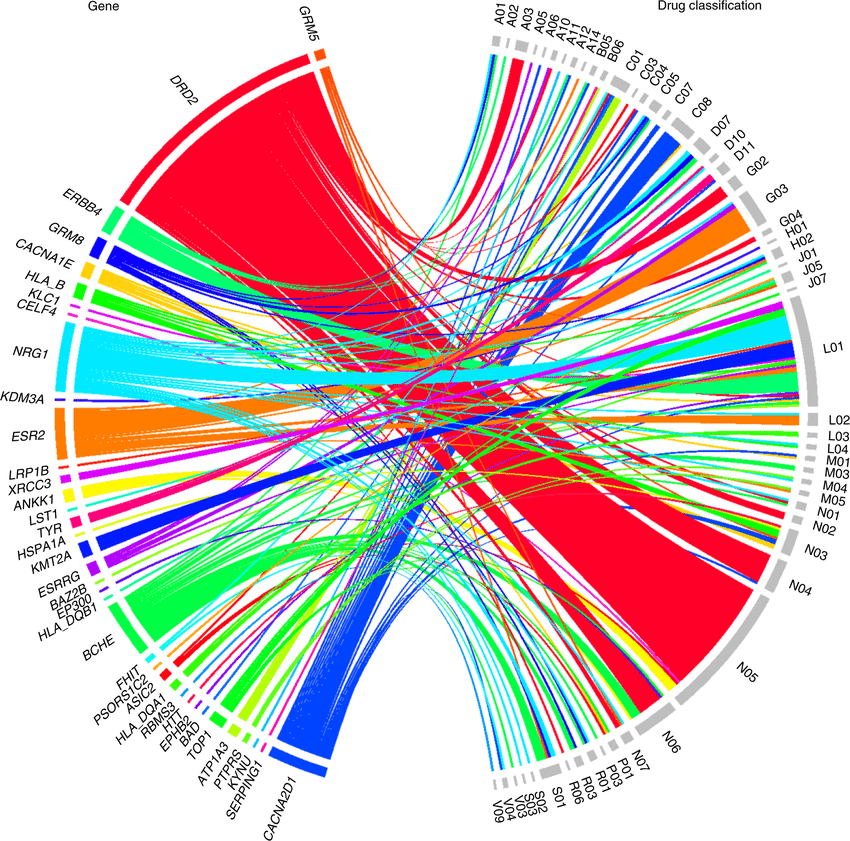 Gene
Drug classification
GRM5
DRD2
ERBB4
GRM8
CACNA1E
HLA_B
KLC1
CELF4
NRG1
KDM3A
ESR2
LRP1B
XRCC3
ANKK1
LST1
TYR
HSPA1A
KMT2A
ESRRG
BAZ2B
EP300
HLA_DQB1
BCHE
FHIT
PSORS1C2
ASIC2
HLA_DQA1
RBMS3
HTT
EPHB2
BAD
TOP1
ATP1A3
PTPRS
KYNU
SERPING1
CACNA2D1
A01
A02
A03
A05
A06
A10
A11
A12
A14
B05
B06
C01
C03
C04
C05
C07
C08
D07
D10
D11
G02
G03
G04
H01
H02
J01
J05
J07
L01
L02
L03
L04
M01
M03
M04
M05
N01
N02
N03
N04
N05
N06
N07
P01
P03
R01
R03
R06
S01
S02
S03
V03
V04
V09